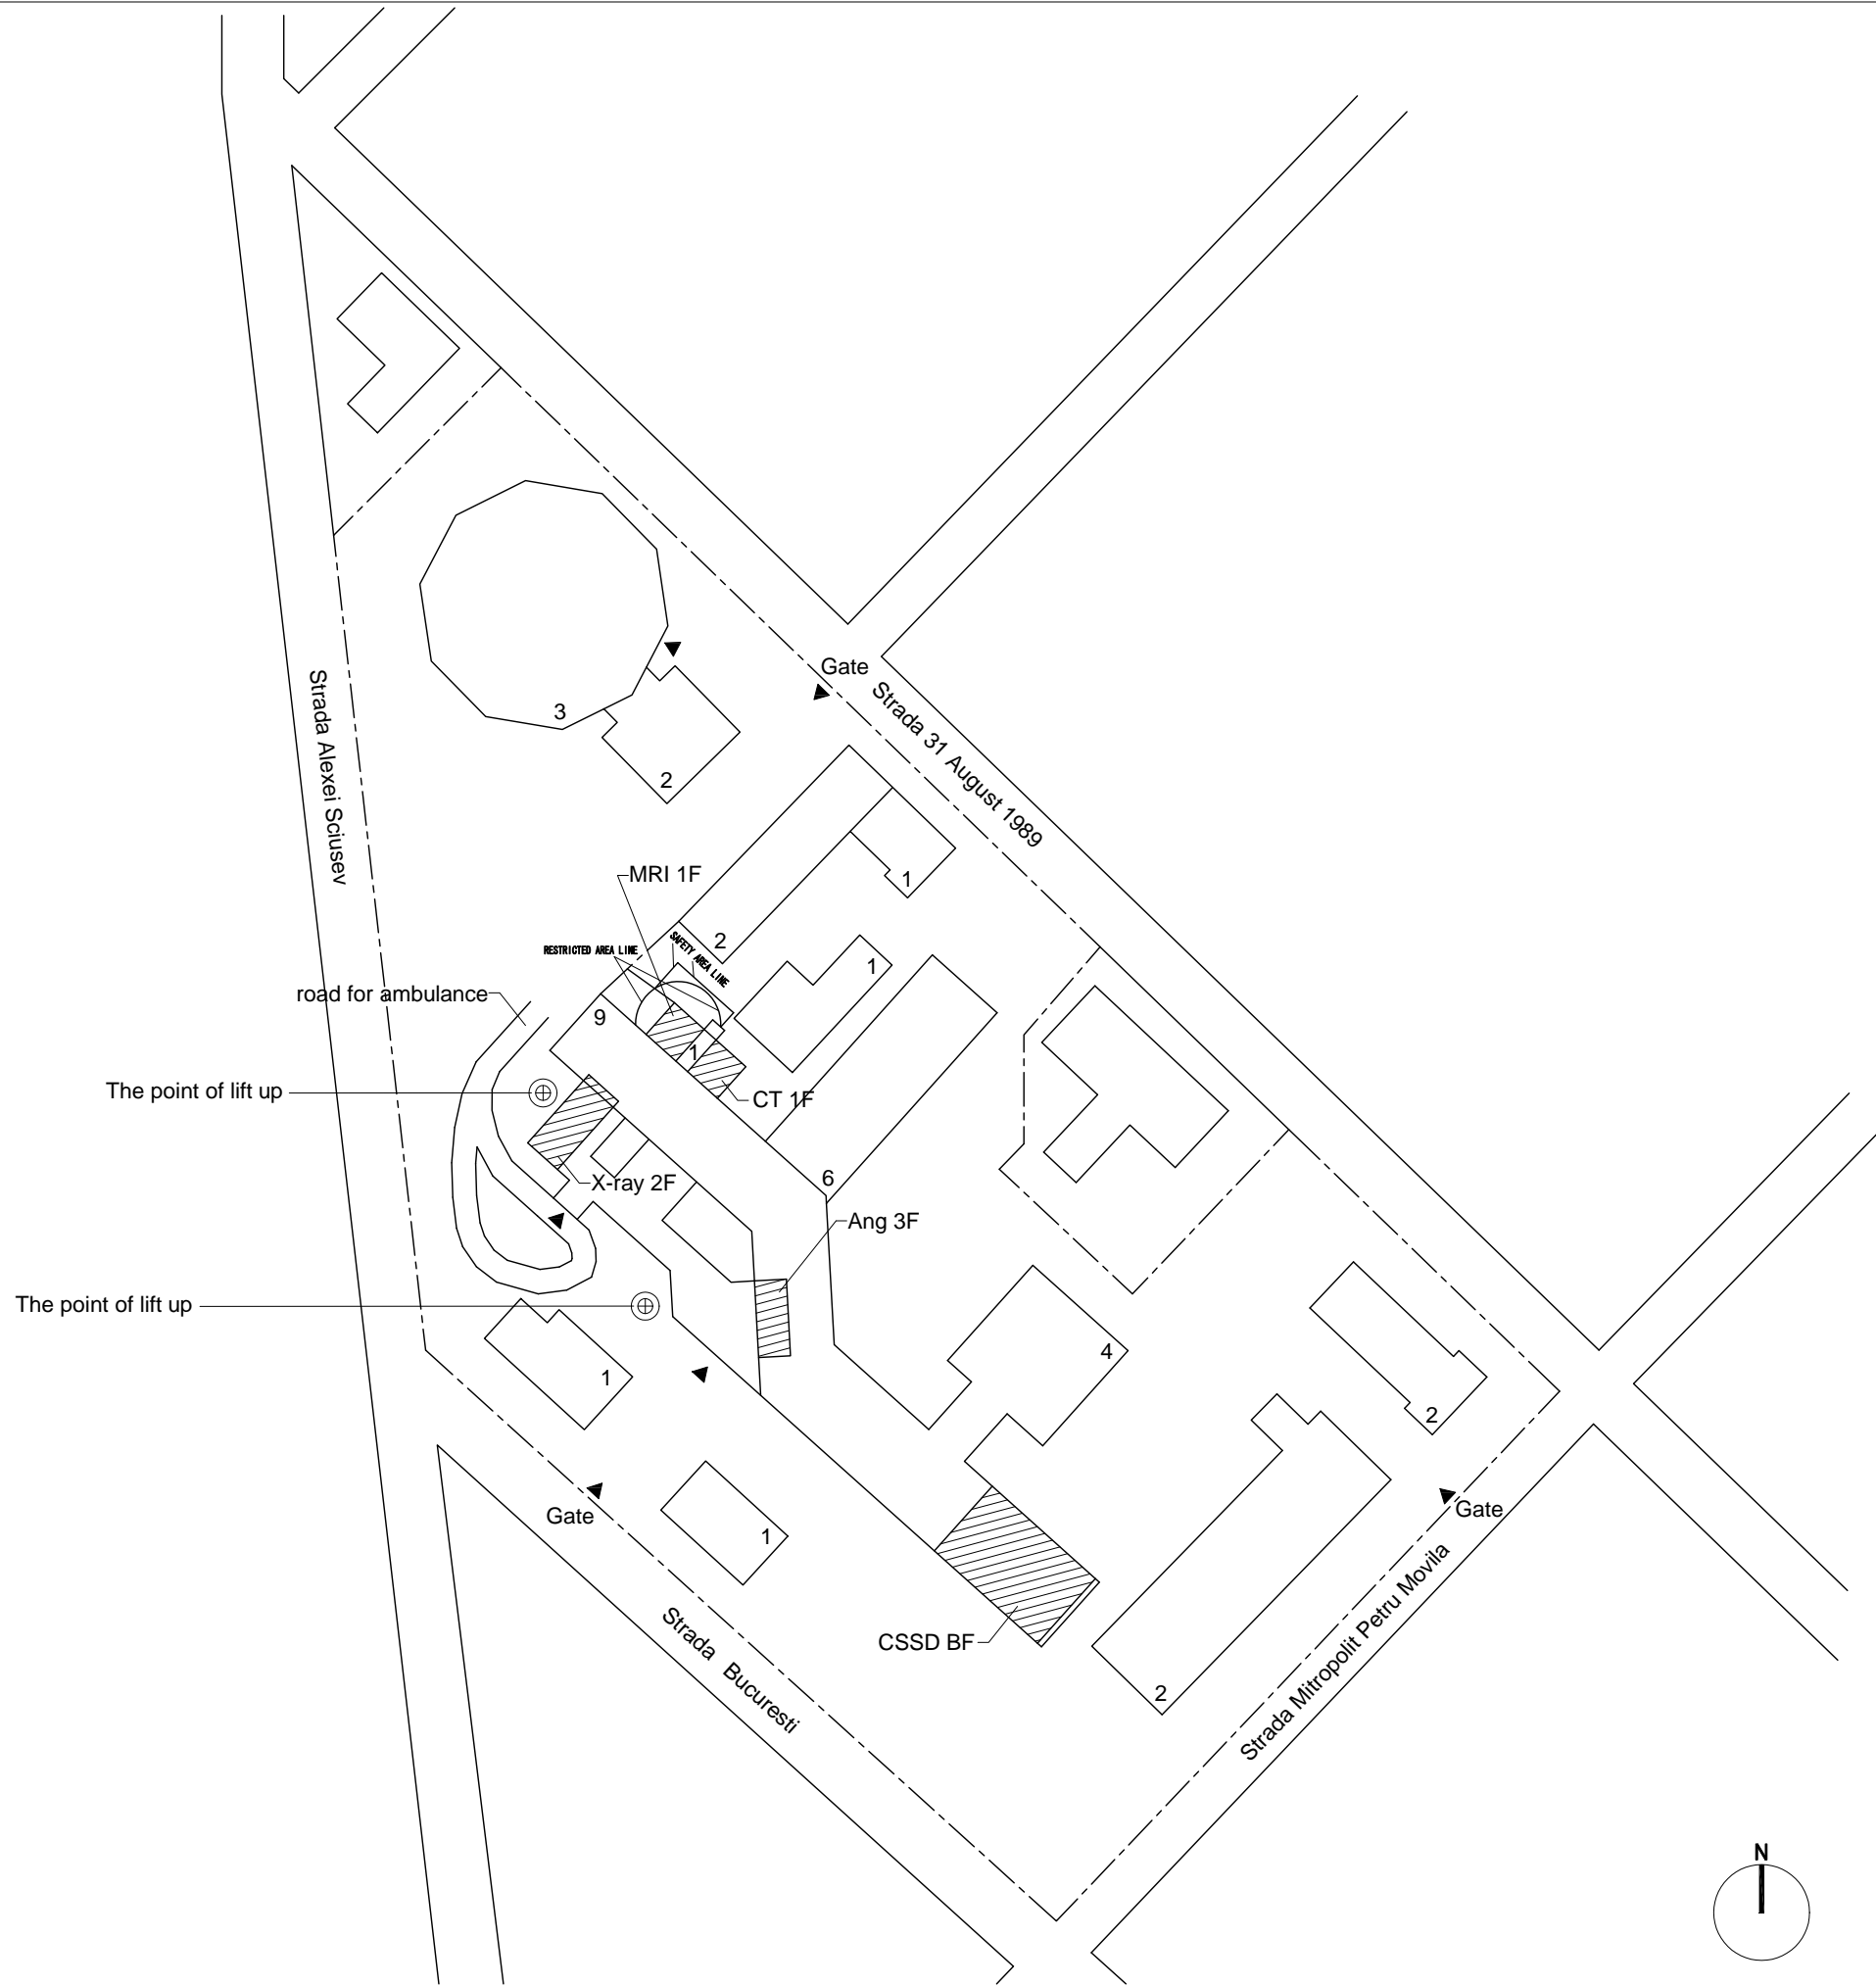 Gate
Strada 31 August 1989
Strada Alexei Sciusev
3
2
MRI 1F
1
2
RESTRICTED AREA LINE
SAFETY AREA LINE
1
road for ambulance
9
1
The point of lift up
CT 1F
X-ray 2F
6
Ang 3F
The point of lift up
1
4
2
Gate
1
Gate
Strada Mitropolit Petru Movila
CSSD BF
Strada Bucuresti
2
N